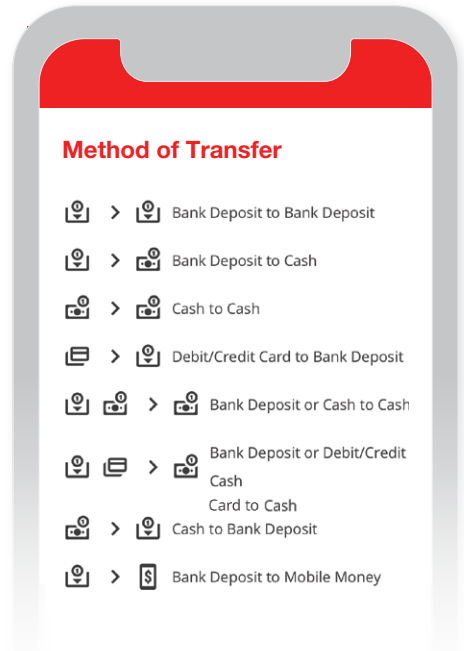 Method of Transfer
Bank Deposit to Bank Deposit
Bank Deposit to Cash
Cash to Cash
Debit/Credit Card to Bank Deposit
Bank Deposit or Cash to Cash
Bank Deposit or Debit/Credit
Cash
Card to Cash
Cash to Bank Deposit
Bank Deposit to Mobile Money